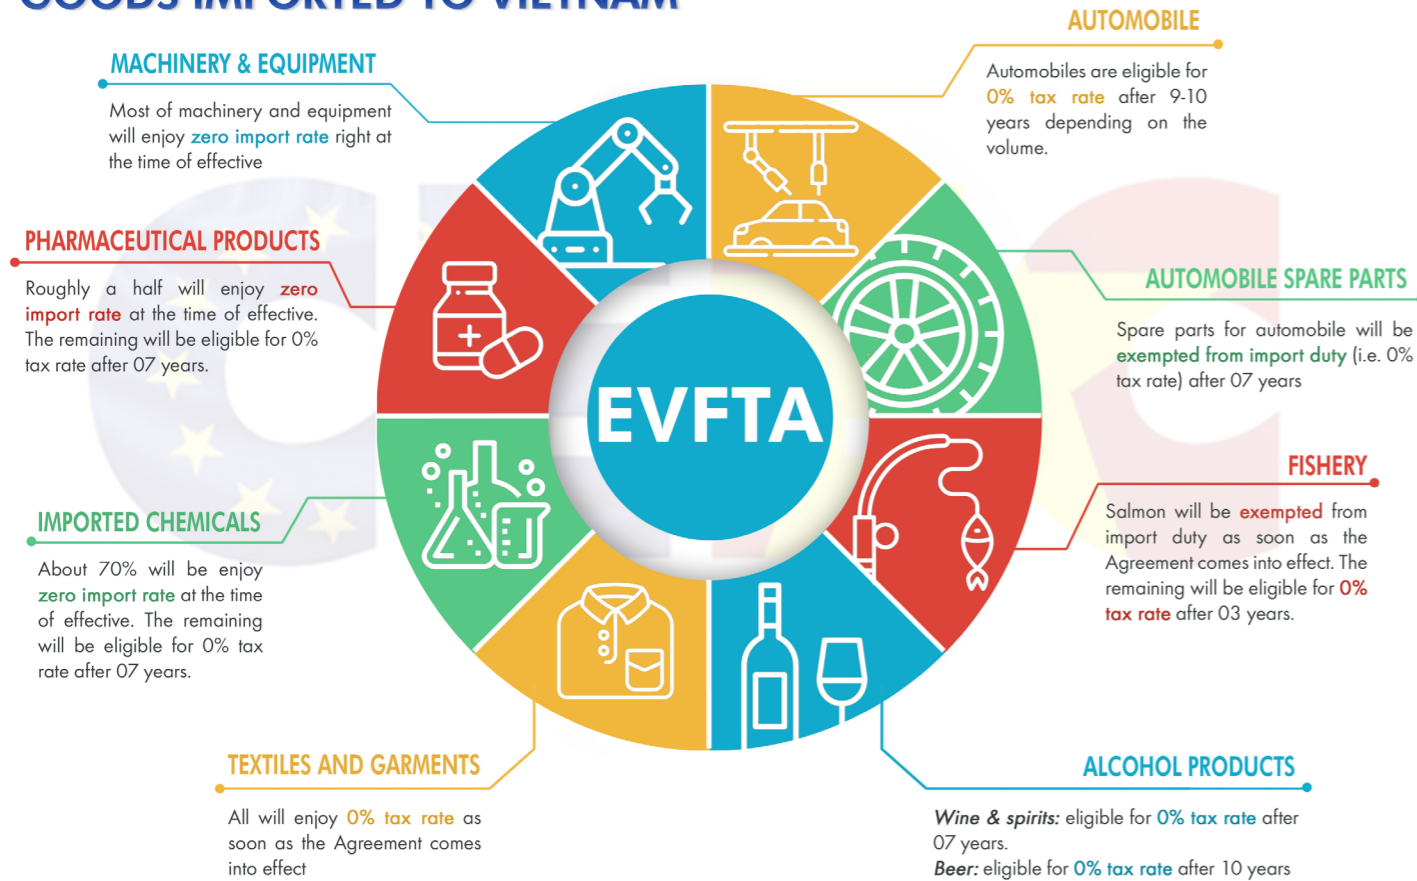 GOODS IMPORTED TO VIETNAM
MACHINERY & EQUIPMENT
Most of machinery and equipment
will enjoy zero import rate right at
the time of effective
AUTOMOBILE
Automobiles are eligible for
0% tax rate after 9-10
years depending on the
volume.
PHARMACEUTICAL PRODUCTS
Roughly a half will enjoy zero
import rate at the time of effective.
The remaining will be eligible for 0%
tax rate after 07 years.
AUTOMOBILE SPARE PARTS
Spare parts for automobile will be
exempted from import duty (i.e. 0%
tax rate) after 07 years
EVFTA
IMPORTED CHEMICALS
About 70% will be enjoy
zero import rate at the time
of effective. The remaining
will be eligible for 0% tax
rate after 07 years.
FISHERY
Salmon will be exempted from
import duty as soon as the
Agreement comes into effect. The
remaining will be eligible for 0%
tax rate after 03 years.
TEXTILES AND GARMENTS
All will enjoy 0% tax rate as
soon as the Agreement comes
into effect
ALCOHOL PRODUCTS
Wine & spirits: eligible for 0% tax rate after
07 years.
Beer: eligible for 0% tax rate after 10 years